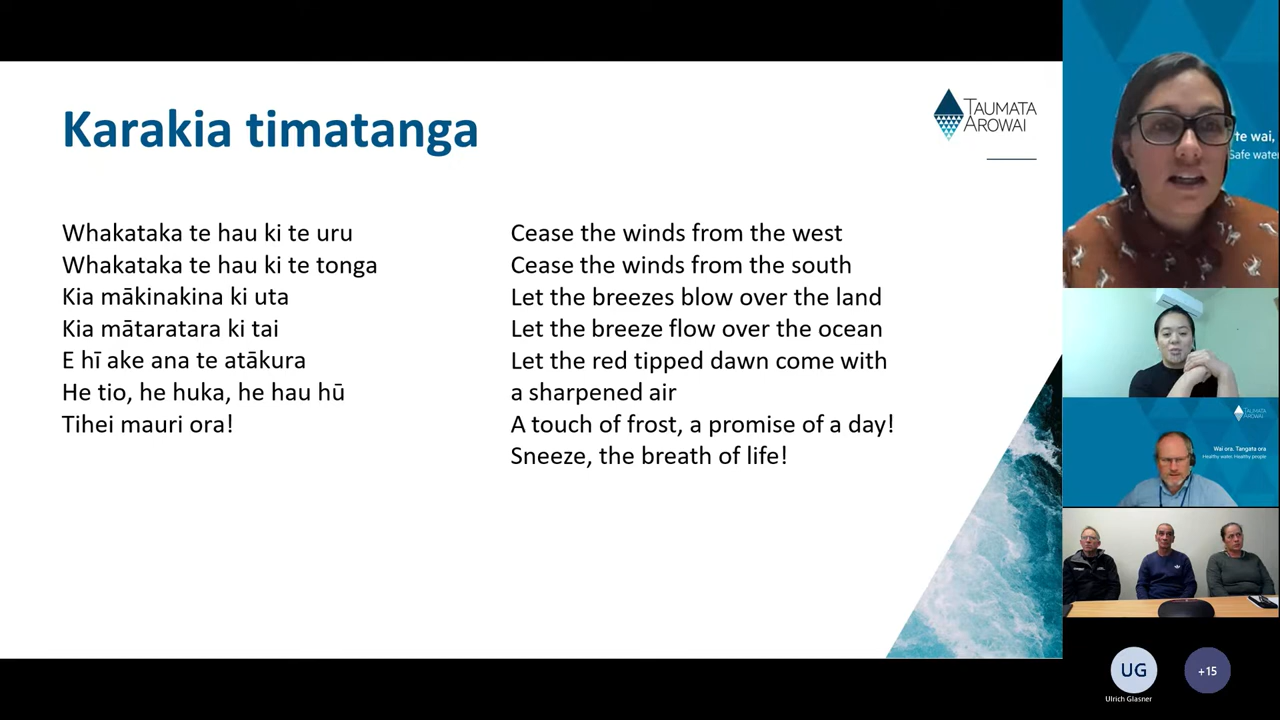 Karakia timatanga
TAUMATA
AROWAI
Whakataka te hau ki te uru
Whakataka te hau ki te tonga
Kia mākinakina ki uta
Kia mātaratara ki tai
E hī ake ana te atākura
He tio, he huka, he hau hū
Tihei mauri ora!
Cease the winds from the west
Cease the winds from the south
Let the breezes blow over the land
Let the breeze flow over the ocean
Let the red tipped dawn come with
a sharpened air
A touch of frost, a promise of a day!
Sneeze, the breath of life!
te wai,
Safe water
TAUMATA
AROWAI
Wai ora. Tangata ora
Healthy water. Healthy people
UG
+15
Ulrich Glasner